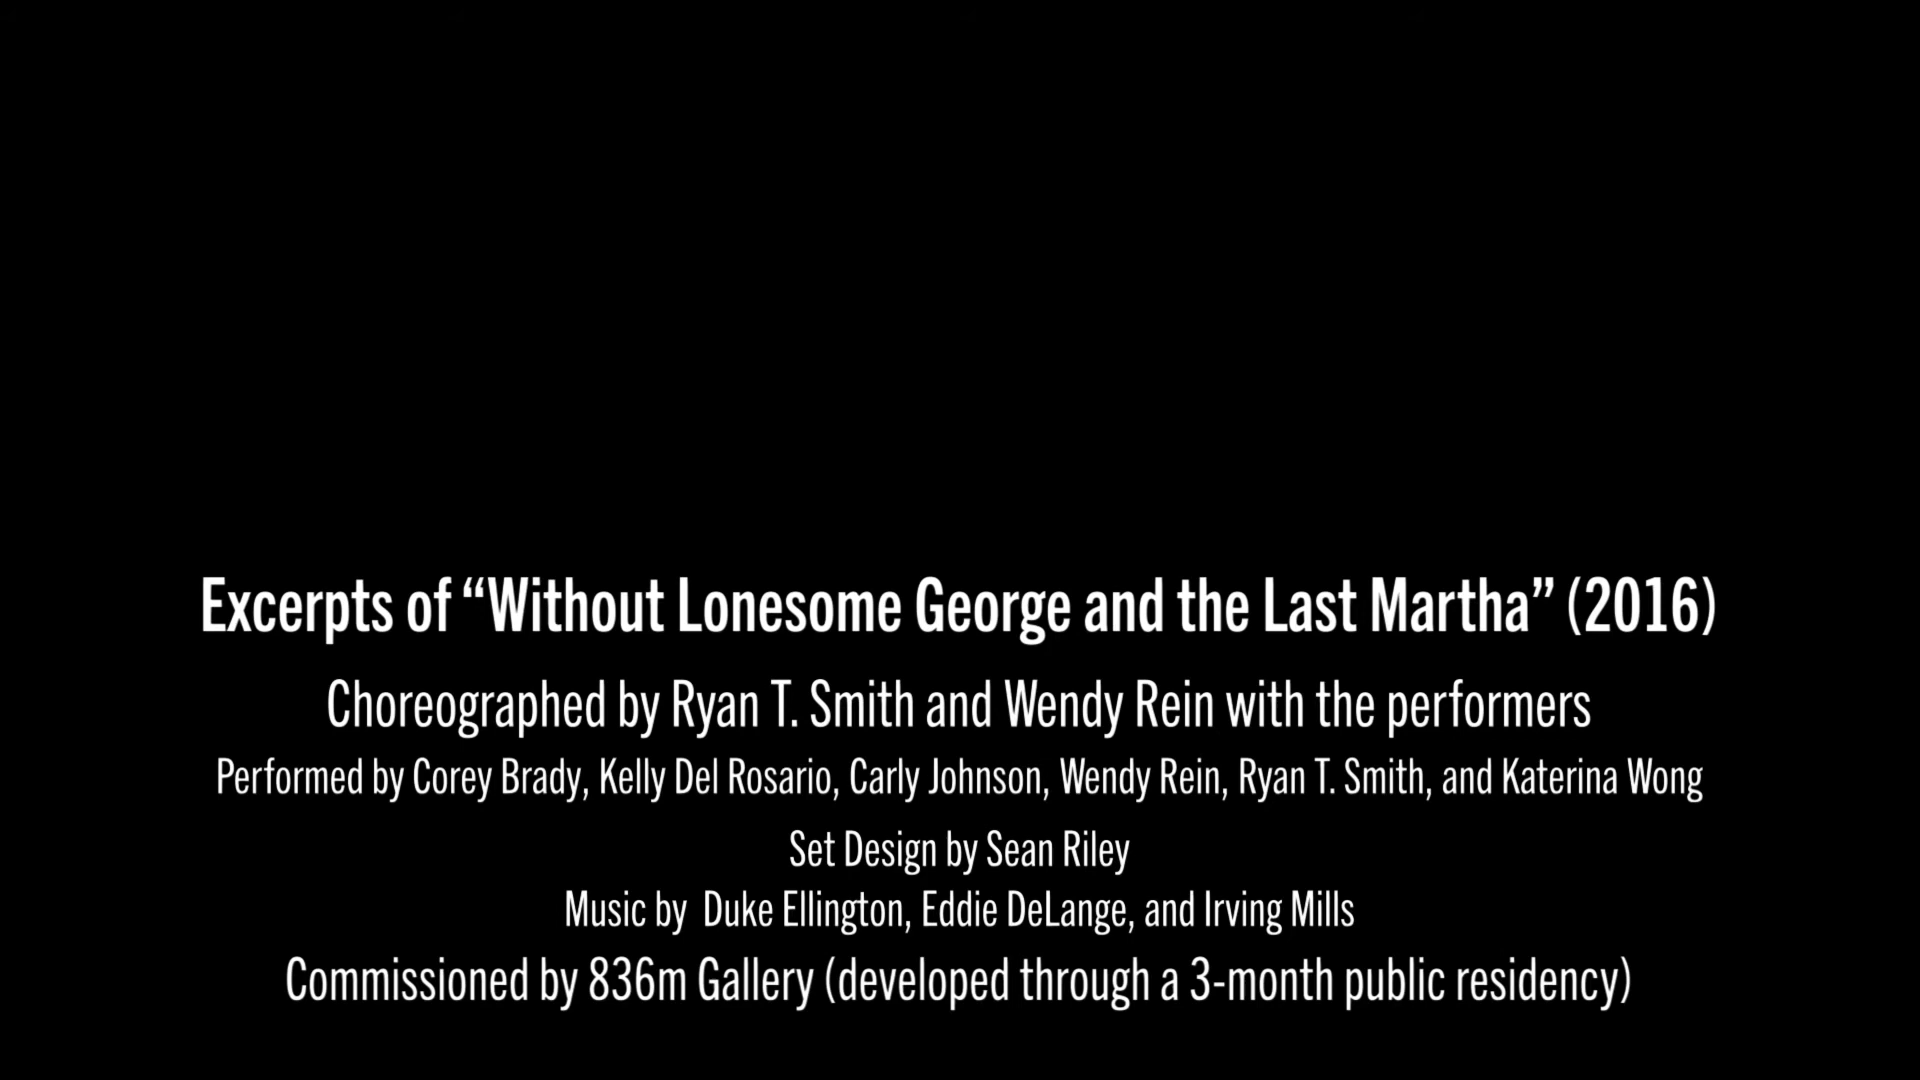 Excerpts of “Without Lonesome George and the Last Martha” (2016)
Choreographed by Ryan T. Smith and Wendy Rein with the performers
Performed by Corey Brady, Kelly Del Rosario, Carly Johnson, Wendy Rein, Ryan T. Smith, and Katerina Wong
Set Design by Sean Riley
Music by  Duke Ellington, Eddie DeLange, and Irving Mills
Commissioned by 836m Gallery (developed through a 3-month public residency)